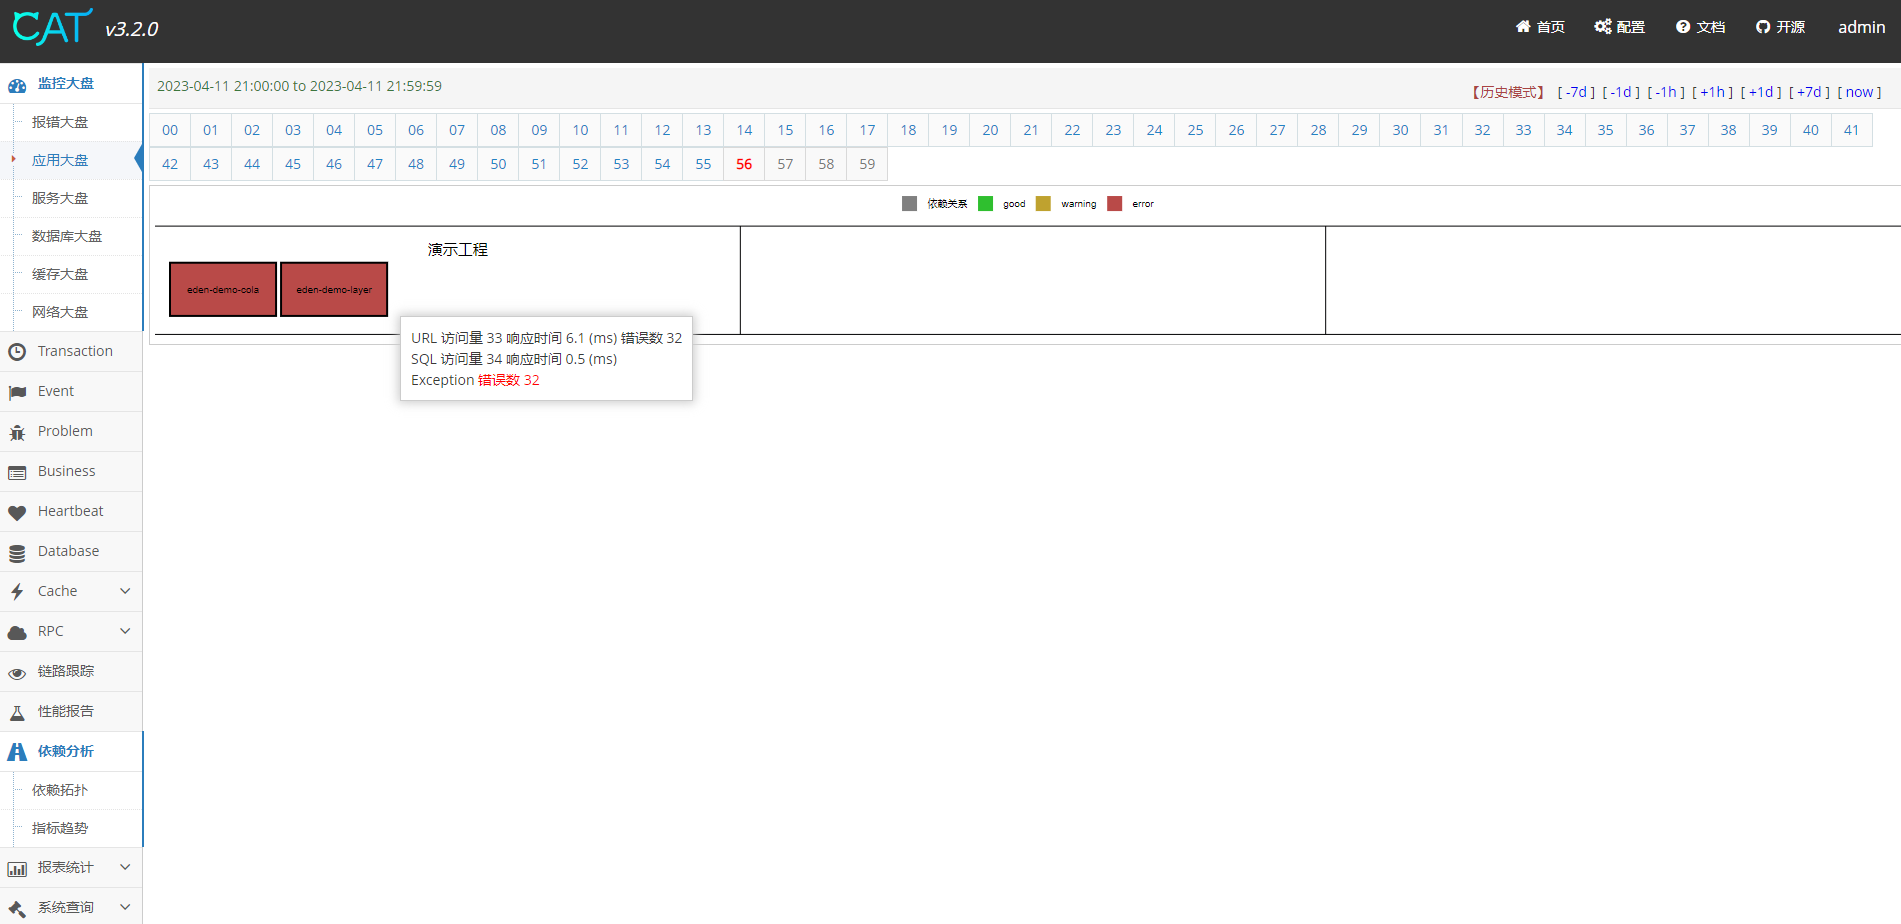 CAT v3.2.0
首页 配置 文档 开源 admin
监控大盘
报错大盘
应用大盘
服务大盘
数据库大盘
缓存大盘
网络大盘
Transaction
Event
Problem
Business
Heartbeat
Database
Cache
RPC
链路跟踪
性能报告
依赖分析
依赖拓扑
指标趋势
报表统计
系统查询
2023-04-11 21:00:00 to 2023-04-11 21:59:59
【历史模式】 [ -7d ] [ -1d ] [ -1h ] [ +1h ] [ +1d ] [ +7d ] [ now ]
00 01 02 03 04 05 06 07 08 09 10 11 12 13 14 15 16 17 18 19 20 21 22 23 24 25 26 27 28 29 30 31 32 33 34 35 36 37 38 39 40 41
42 43 44 45 46 47 48 49 50 51 52 53 54 55 56 57 58 59
依赖关系 good warning error
演示工程
eden-demo-cola eden-demo-layer
URL 访问量 33 响应时间 6.1 (ms) 错误数 32
SQL 访问量 34 响应时间 0.5 (ms)
Exception 错误数 32